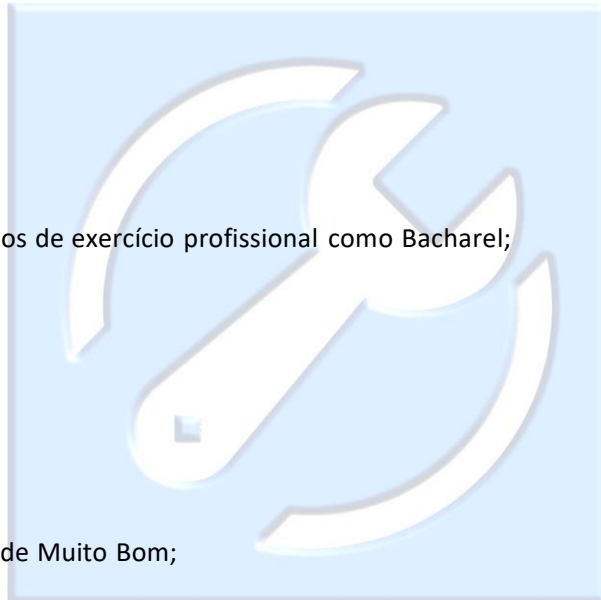 os de exercício profissional como Bacharel;
de Muito Bom;